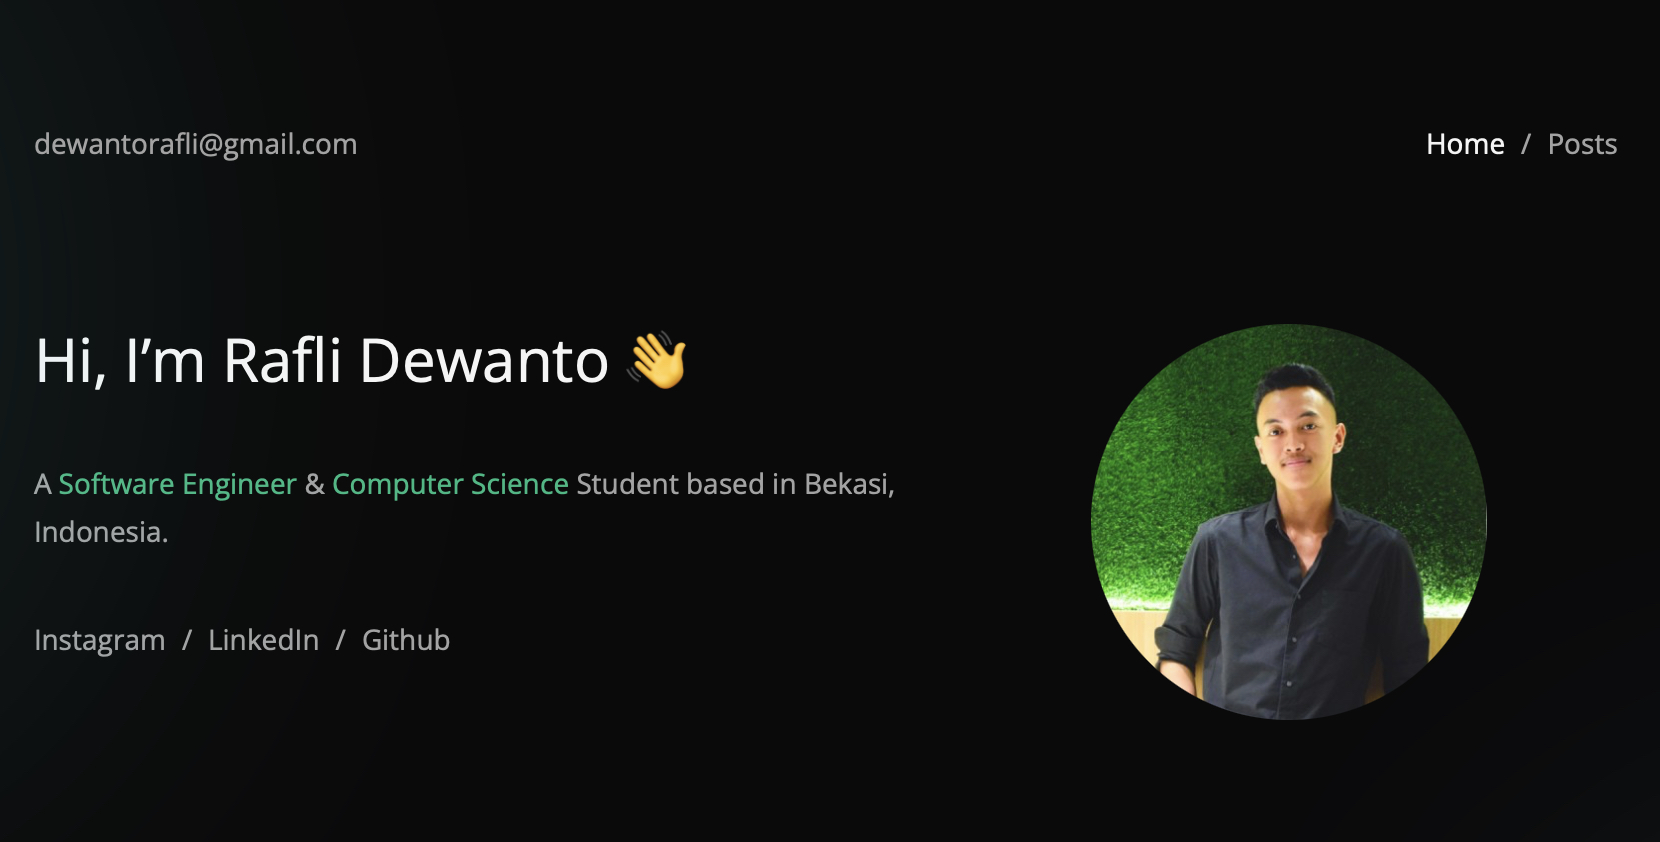 dewantorafli@gmail.com
Home / Posts
Hi, I’m Rafli Dewanto 👋
A Software Engineer & Computer Science Student based in Bekasi,
Indonesia.
Instagram / LinkedIn / Github